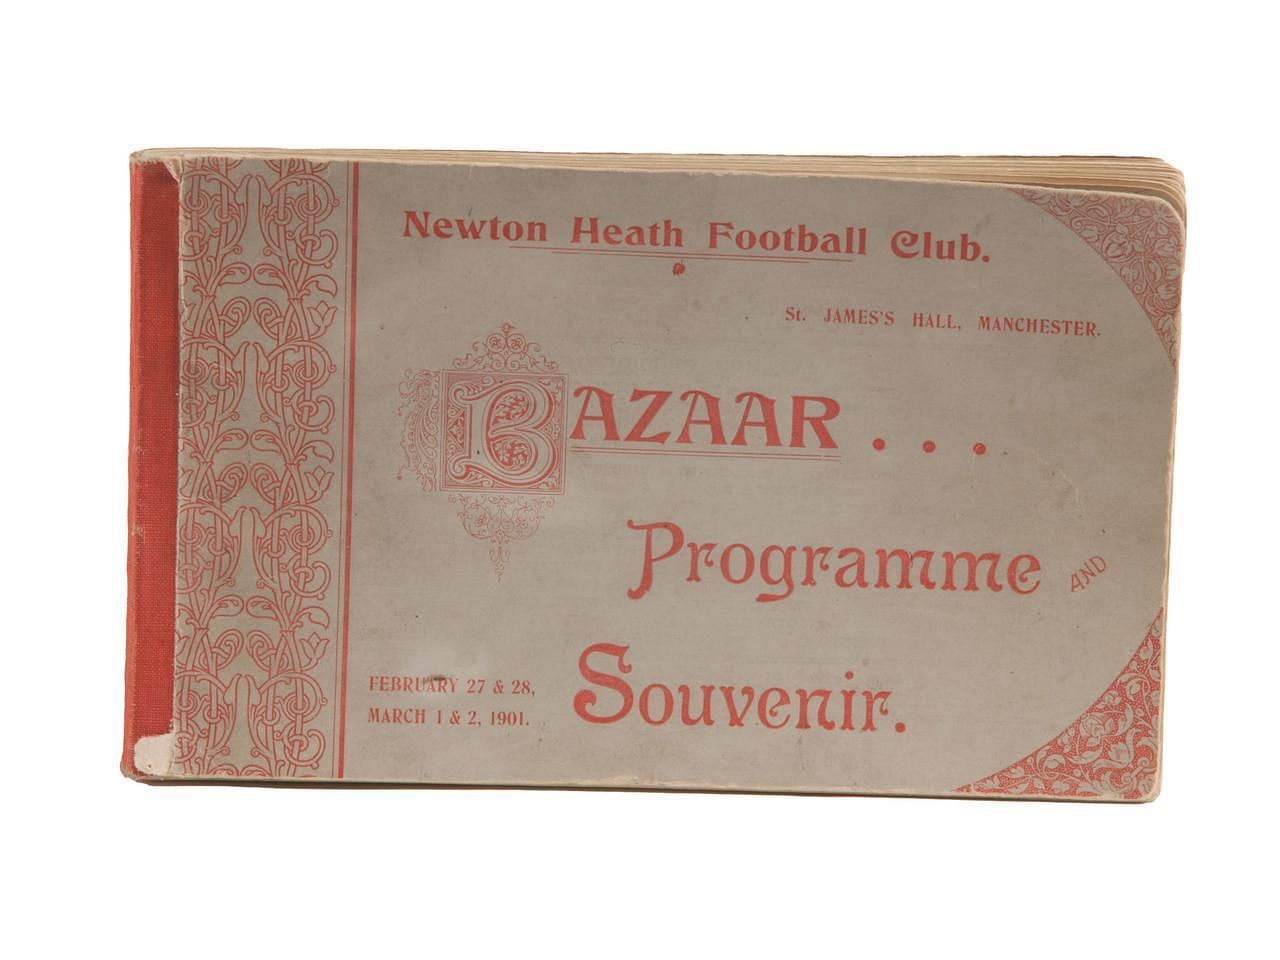 Newton Heath Football Club.
St. JAMES'S HALL, MANCHESTER.
BAZAAR . . .
Programme AND
Souvenir.
FEBRUARY 27 & 28,
MARCH 1 & 2, 1901.